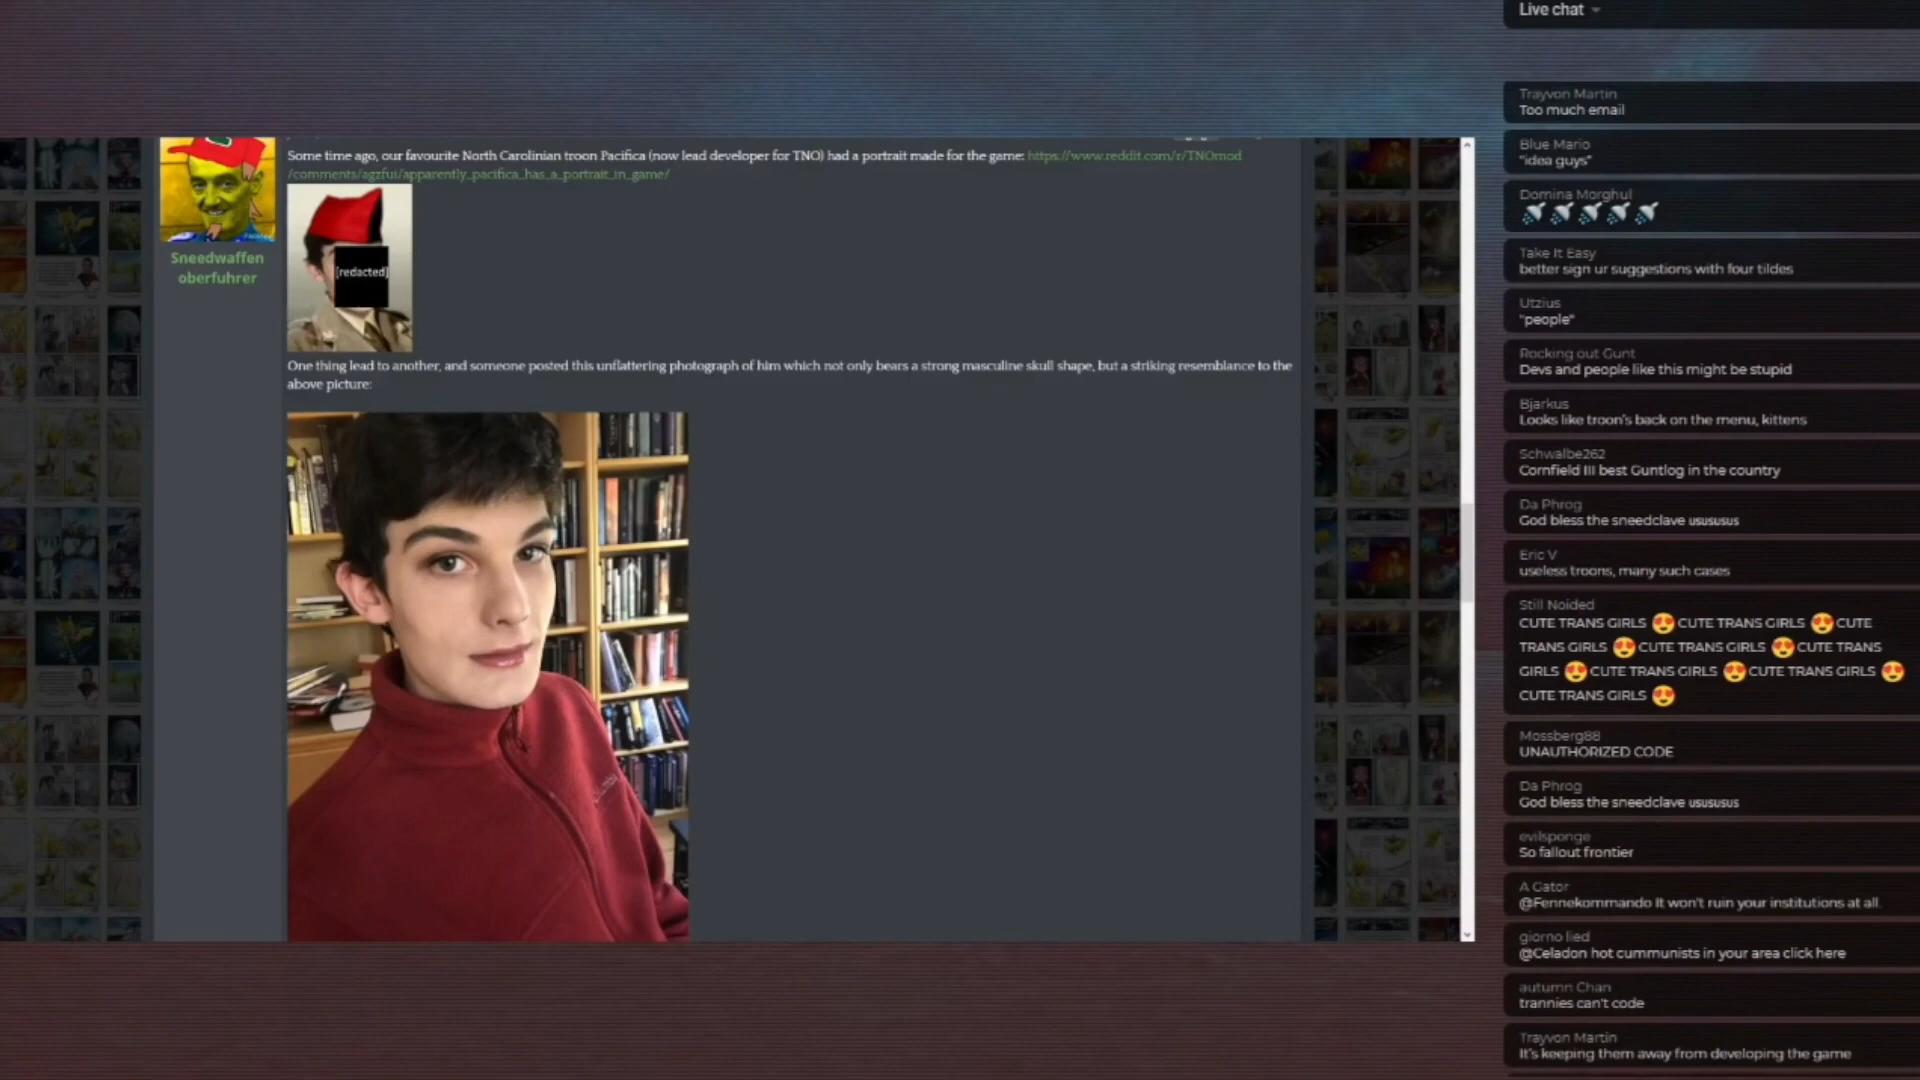 Some time ago, our favourite North Carolinian troon Pacifica (now lead developer for TNO) had a portrait made for the game: https://www.reddit.com/r/TNOmod
/comments/agzfui/apparently_pacifica_has_a_portrait_in_game/
[redacted]
Sneedwaffen
oberfuhrer
One thing lead to another, and someone posted this unflattering photograph of him which not only bears a strong masculine skull shape, but a striking resemblance to the
above picture:
Live chat
Trayvon Martin
Too much email
Blue Mario
"idea guys"
Domina Morghul
🚿🚿🚿🚿🚿
Take It Easy
better sign ur suggestions with four tildes
Utzius
"people"
Rocking out Gunt
Devs and people like this might be stupid
Bjarkus
Looks like troon's back on the menu, kittens
Schwalbe262
Cornfield III best Guntlog in the country
Da Phrog
God bless the sneedclave usususus
Eric V
useless troons, many such cases
Still Noided
CUTE TRANS GIRLS 😍 CUTE TRANS GIRLS 😍 CUTE
TRANS GIRLS 😍 CUTE TRANS GIRLS 😍 CUTE TRANS
GIRLS 😍 CUTE TRANS GIRLS 😍 CUTE TRANS GIRLS 😍
CUTE TRANS GIRLS 😍
Mossberg88
UNAUTHORIZED CODE
Da Phrog
God bless the sneedclave usususus
evilsponge
So fallout frontier
A Gator
@Fennekommando It won't ruin your institutions at all.
giorno lied
@Celadon hot cummunists in your area click here
autumn Chan
trannies can't code
Trayvon Martin
It's keeping them away from developing the game